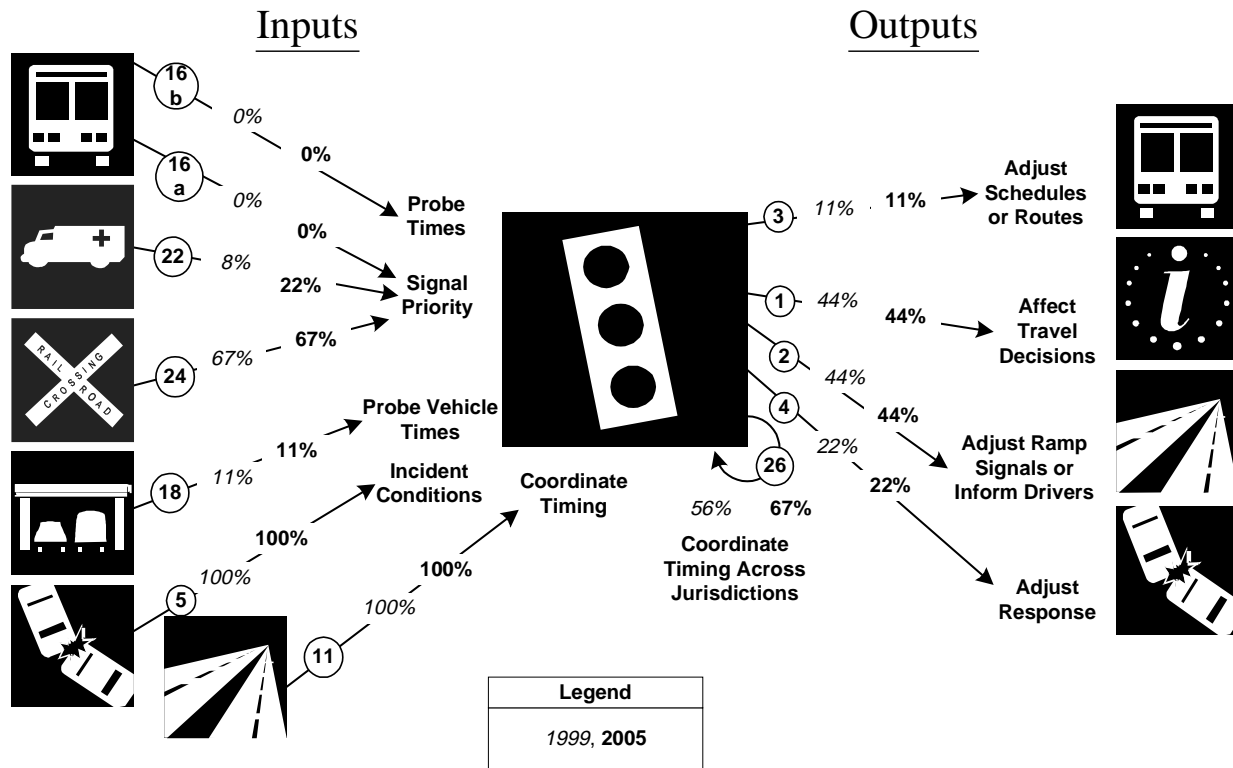 Inputs
Outputs
16
b
0%
0%
16
a
0%
0%
Probe
Times
22
8%
22%
Signal
Priority
24
67%
67%
RAIL
ROAD
CROSSING
18
11%
11%
Probe Vehicle
Times
5
100%
100%
Incident
Conditions
11
100%
100%
Coordinate
Timing
26
56% 67%
Coordinate
Timing Across
Jurisdictions
3
11% 11%
Adjust
Schedules
or Routes
1
44%
44%
Affect
Travel
Decisions
i
2
44%
44%
Adjust Ramp
Signals or
Inform Drivers
4
22%
22%
Adjust
Response
Legend
1999, 2005